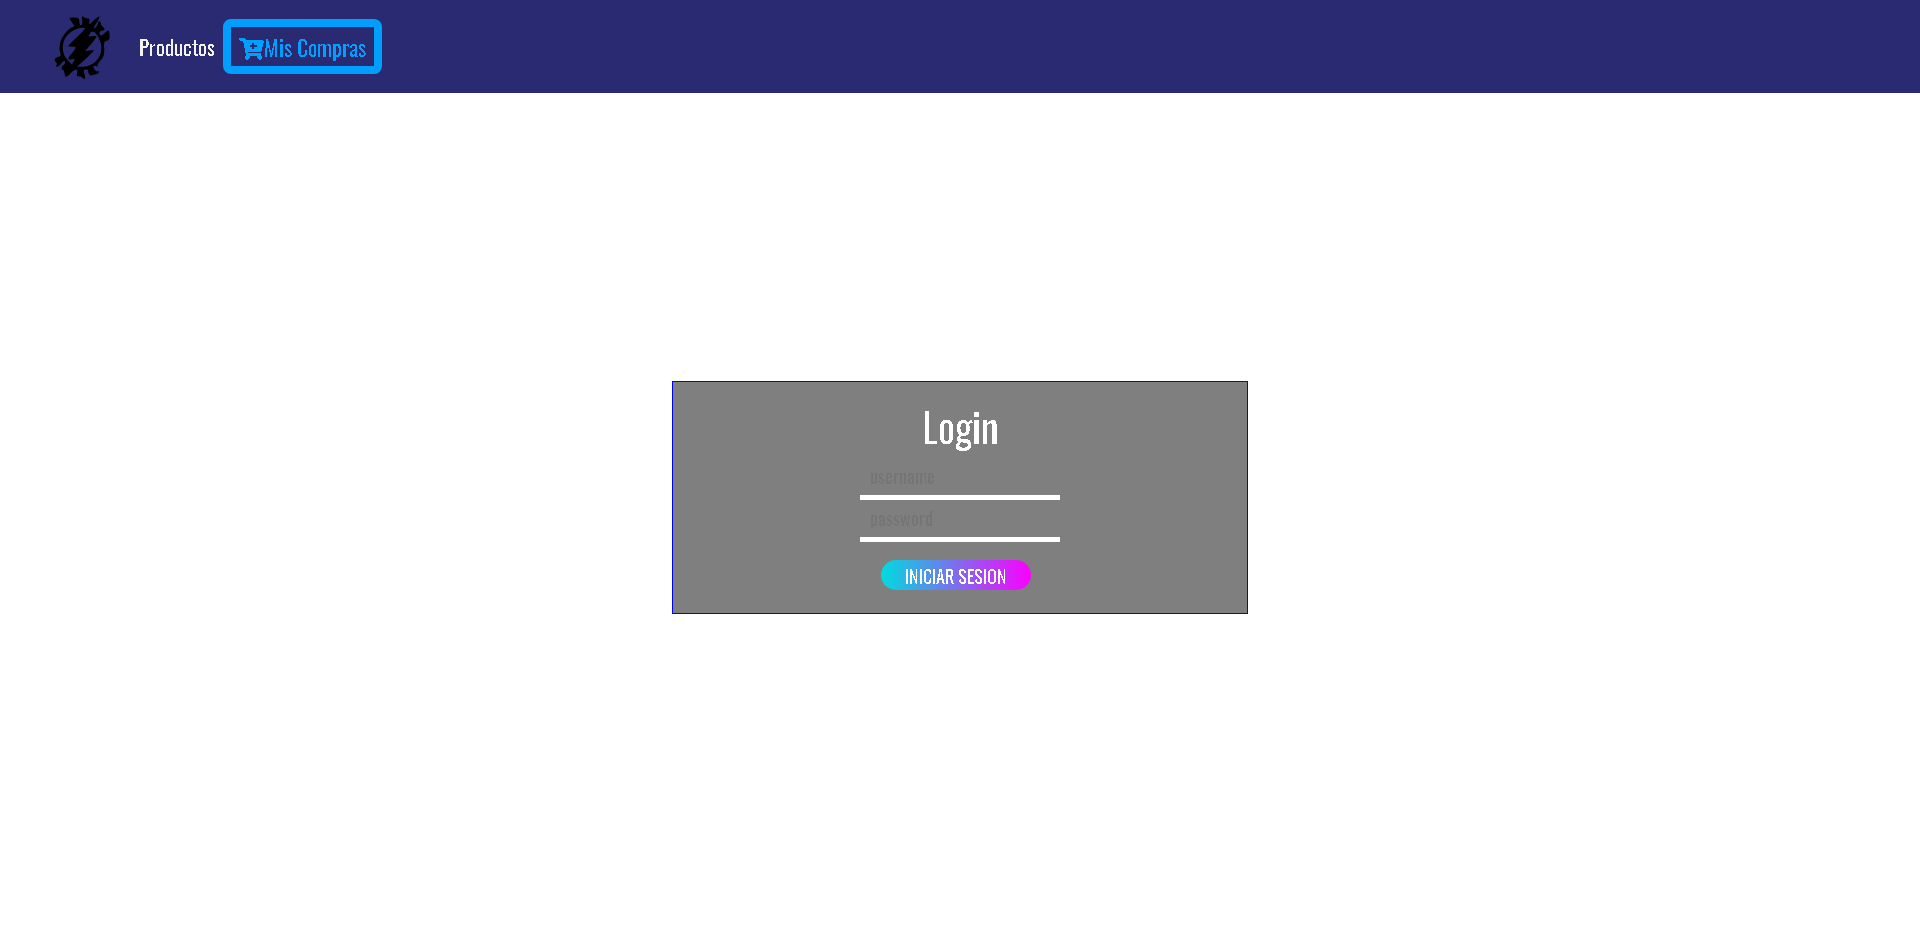 Productos
Mis Compras
Login
username
password
INICIAR SESION